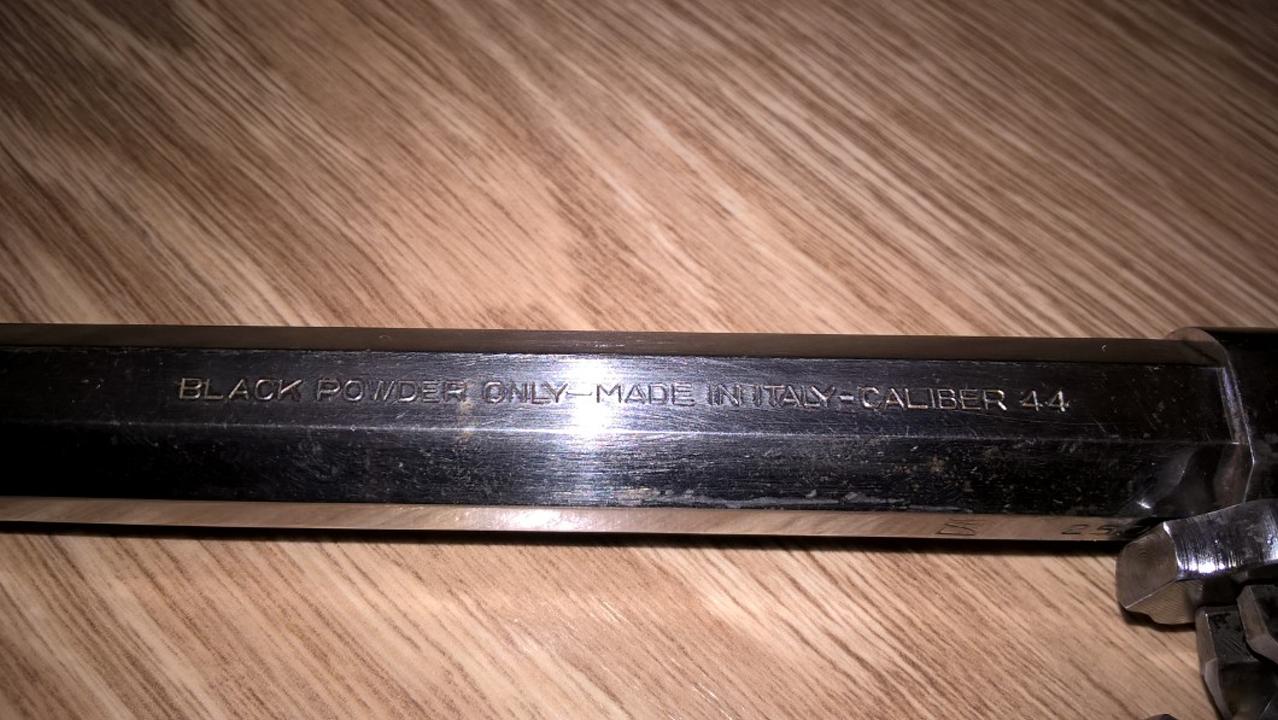 BLACK POWDER ONLY—MADE IN ITALY-CALIBER 44